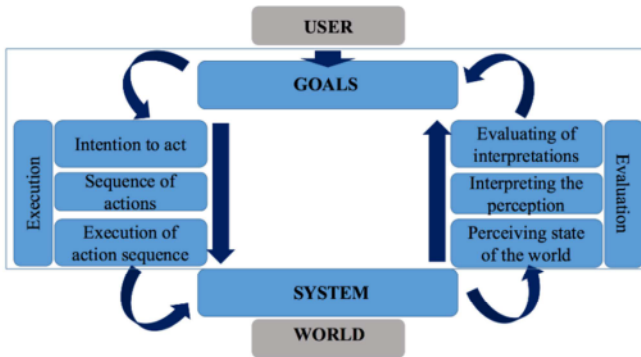 USER
GOALS
Execution
Intention to act
Sequence of
actions
Execution of
action sequence
Evaluating of
interpretations
Interpreting the
perception
Perceiving state
of the world
Evaluation
SYSTEM
WORLD